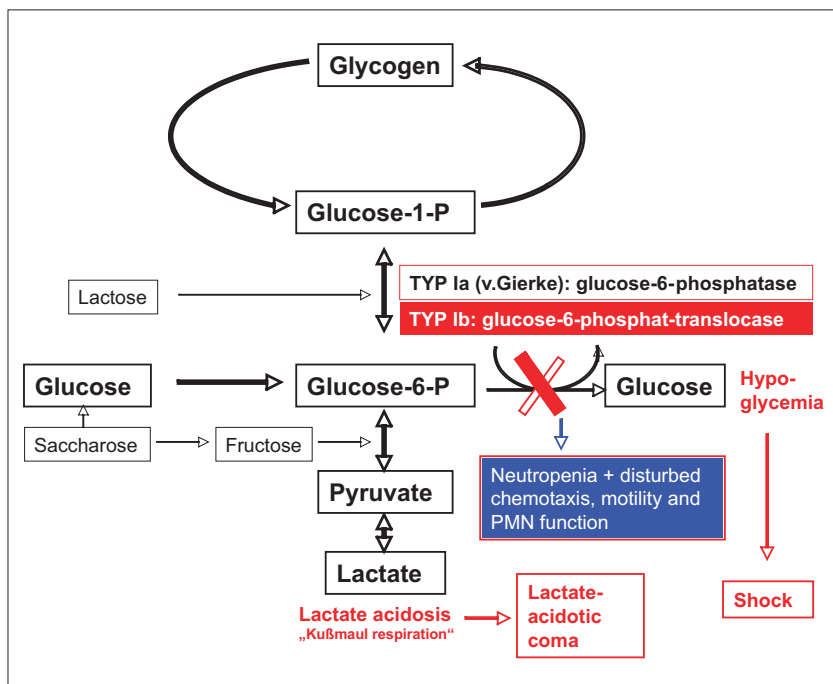 Glycogen
Glucose-1-P
Lactose
TYP Ia (v.Gierke): glucose-6-phosphatase
TYP Ib: glucose-6-phosphat-translocase
Glucose
Glucose-6-P
Glucose
Hypo-
glycemia
Saccharose
Fructose
Neutropenia + disturbed
chemotaxis, motility and
PMN function
Pyruvate
Lactate
Lactate acidosis
„Kußmaul respiration“
Lactate-
acidotic
coma
Shock